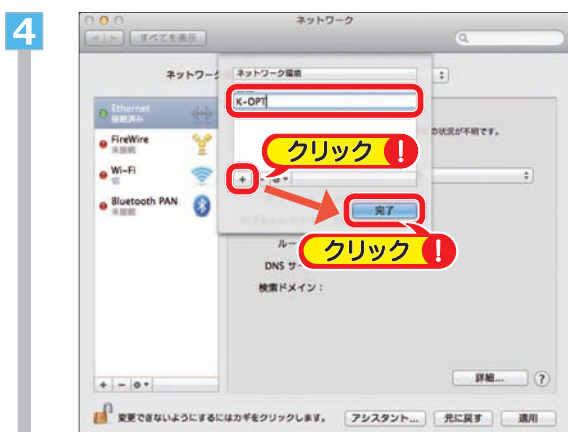 4
ネットワーク
すべてを表示
ネットワーク
ネットワーク環境
K-OPT
Ethernet
接続済み
の状況が不明です。
FireWire
未接続
クリック!
Wi-Fi
切
+ -
Bluetooth PAN
未接続
完了
ルー
クリック!
DNS サー
検索ドメイン：
+ -
詳細...
?
変更できないようにするにはカギをクリックします。
アシスタント...
元に戻す
適用